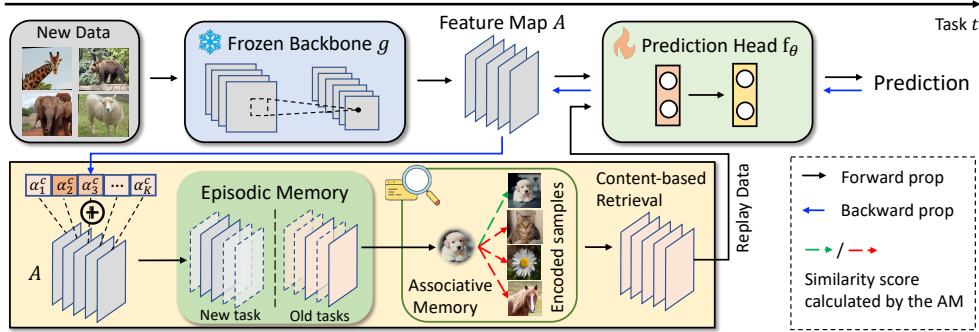 Task t
New Data
Frozen Backbone g
Feature Map A
Prediction Head f_θ
Prediction
α_1^c α_2^c α_3^c ... α_K^c
A
Episodic Memory
New task
Old tasks
Associative
Memory
Encoded samples
Content-based
Retrieval
Replay Data
Forward prop
Backward prop
/
Similarity score
calculated by the AM